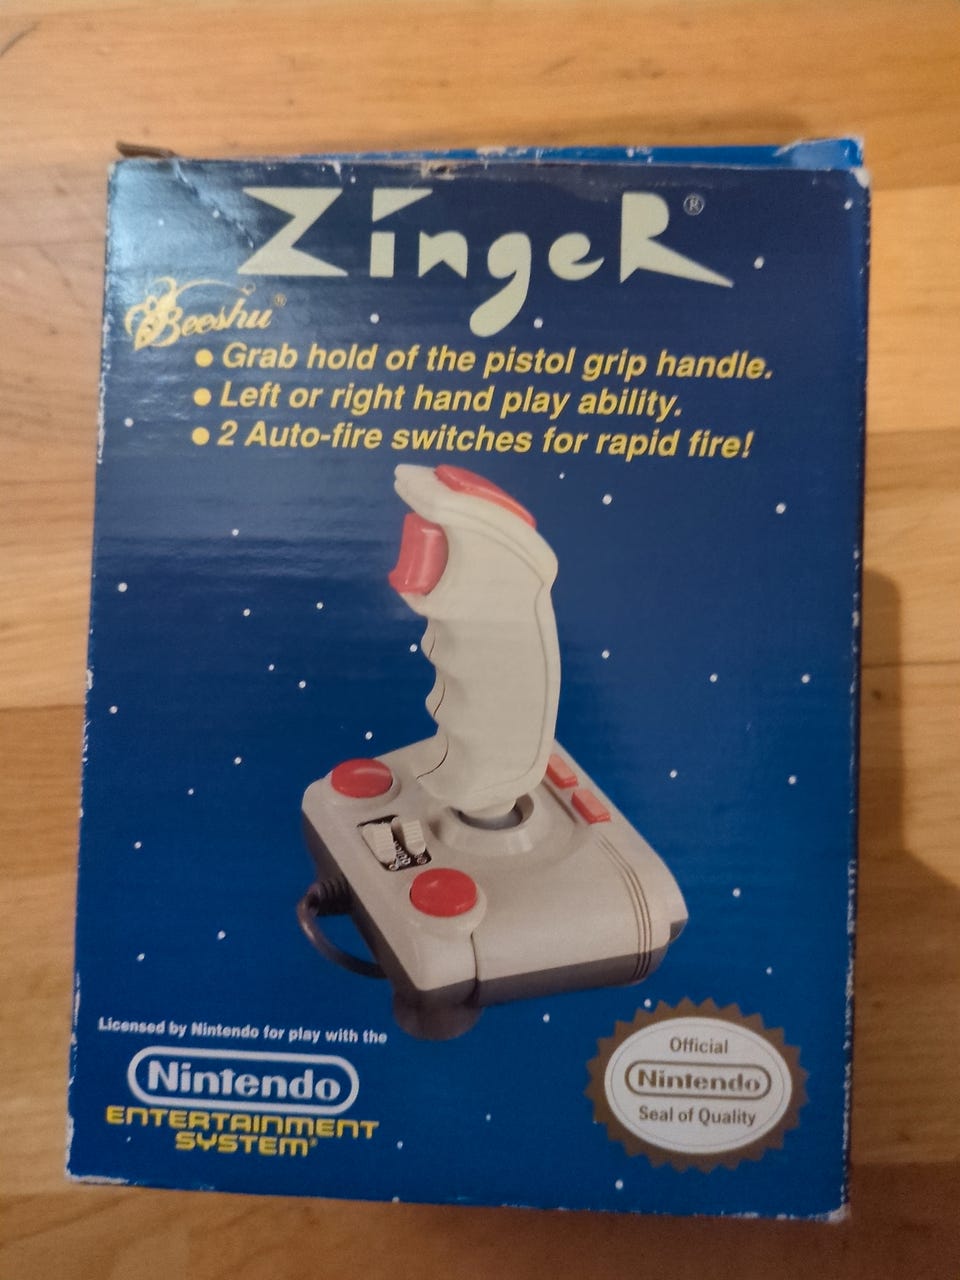 ZingeR®
Beeshu®
• Grab hold of the pistol grip handle.
• Left or right hand play ability.
• 2 Auto-fire switches for rapid fire!
Licensed by Nintendo for play with the
Nintendo
ENTERTAINMENT
SYSTEM®
Official
Nintendo
Seal of Quality